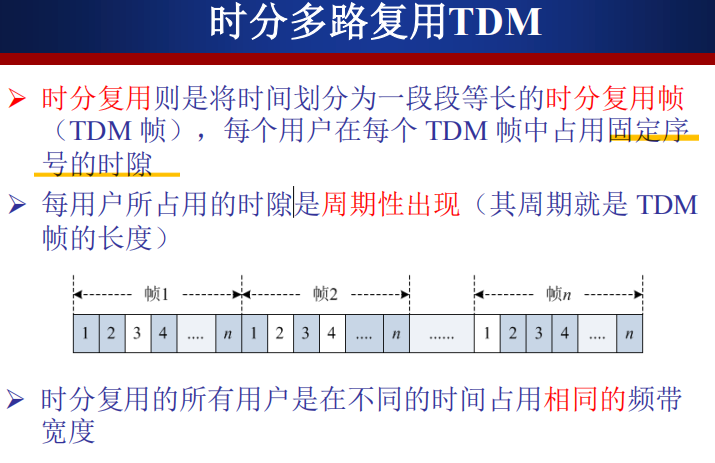 时分多路复用TDM
➢ 时分复用则是将时间划分为一段段等长的时分复用帧
（TDM 帧），每个用户在每个 TDM 帧中占用固定序
号的时隙
➢ 每用户所占用的时隙是周期性出现（其周期就是 TDM
帧的长度）
帧1 帧2 帧n
1 2 3 4 .... n 1 2 3 4 .... n ...... 1 2 3 4 .... n
➢ 时分复用的所有用户是在不同的时间占用相同的频带
宽度